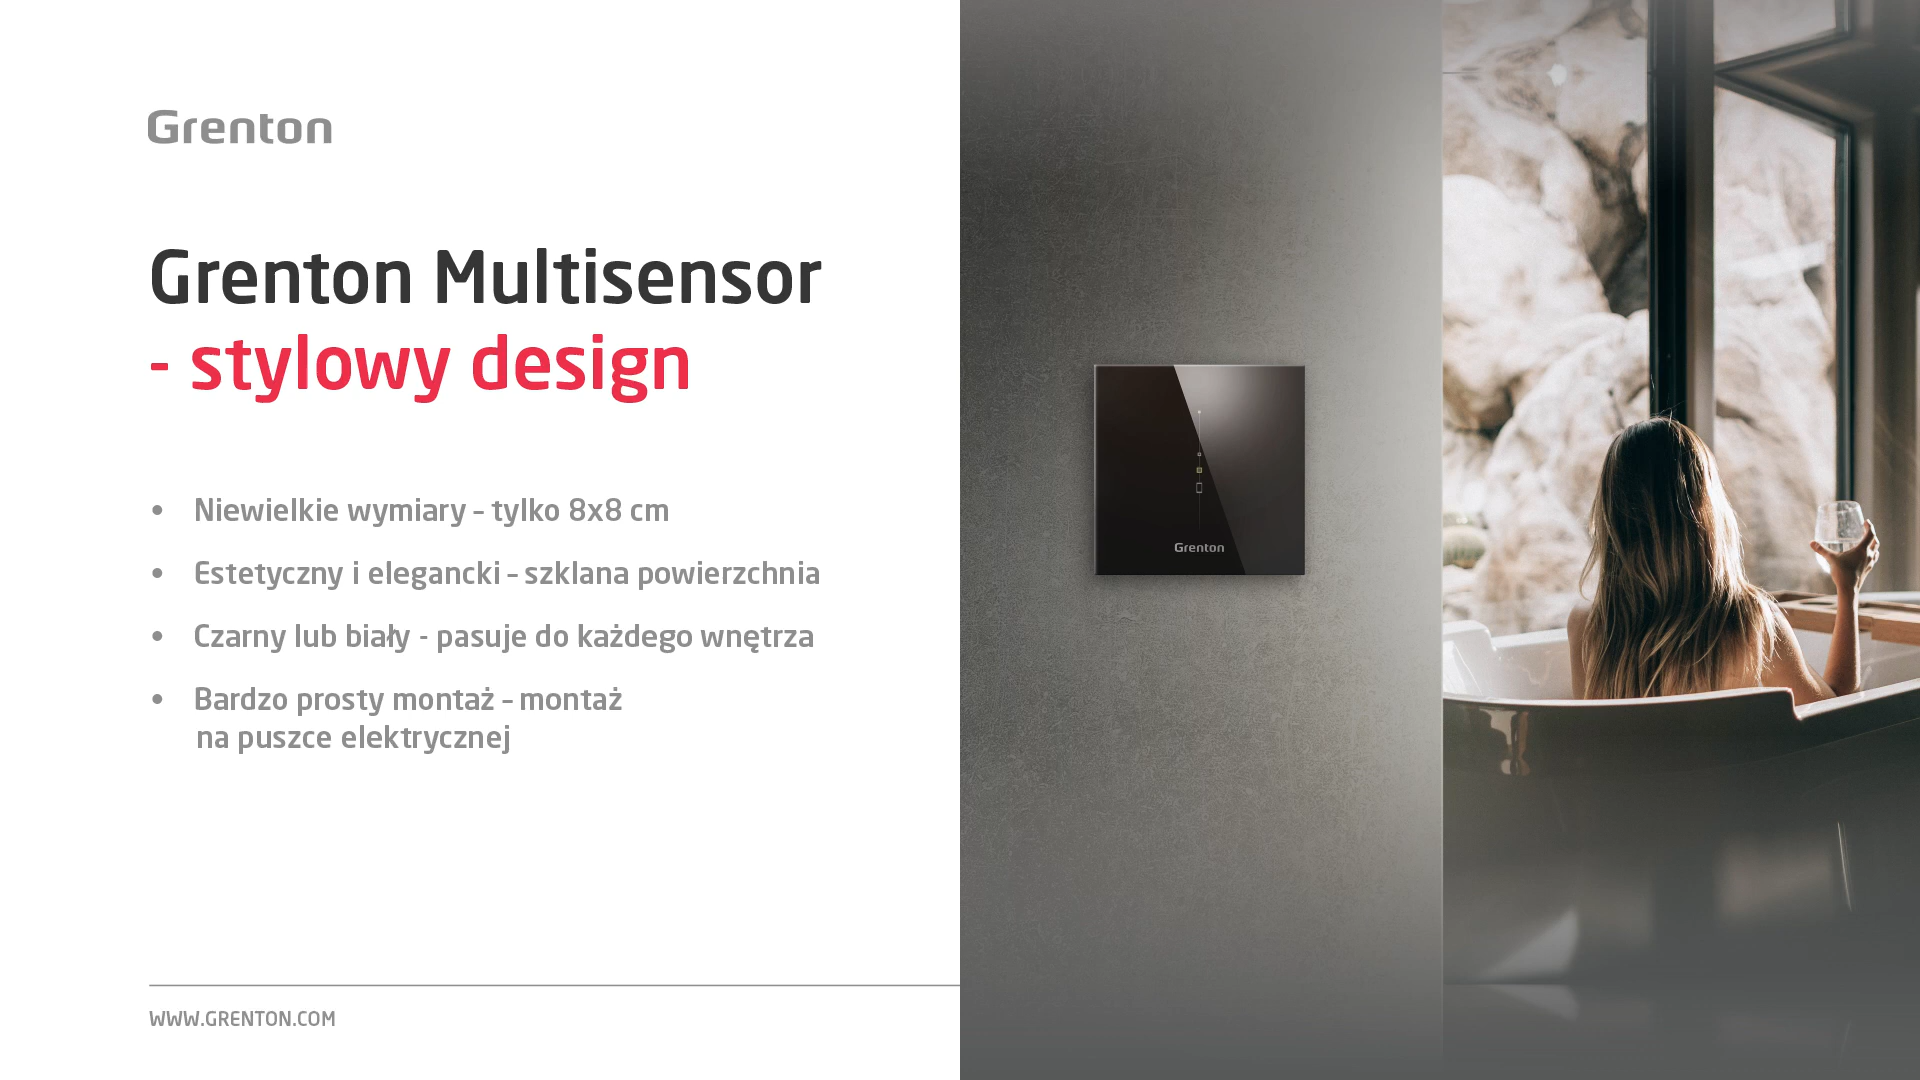 Grenton
Grenton Multisensor
- stylowy design
• Niewielkie wymiary – tylko 8x8 cm
• Estetyczny i elegancki – szklana powierzchnia
• Czarny lub biały - pasuje do każdego wnętrza
• Bardzo prosty montaż – montaż
na puszce elektrycznej
WWW.GRENTON.COM
Grenton